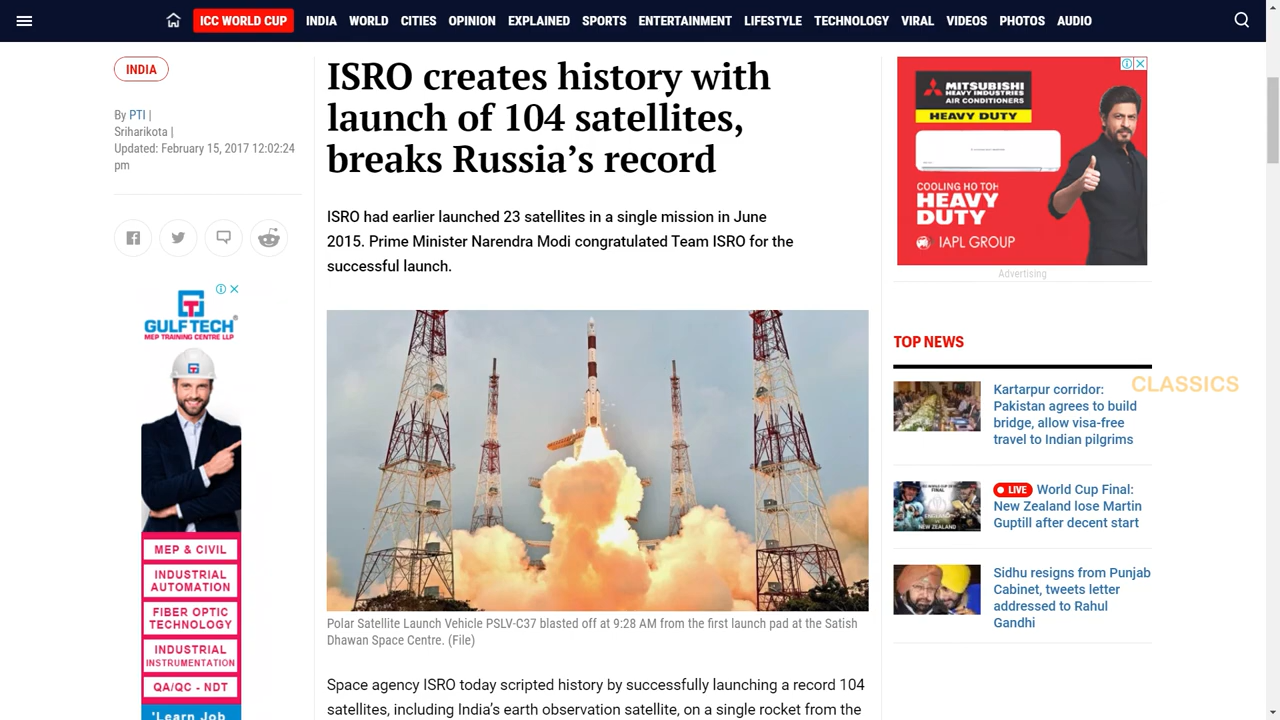 ICC WORLD CUP INDIA WORLD CITIES OPINION EXPLAINED SPORTS ENTERTAINMENT LIFESTYLE TECHNOLOGY VIRAL VIDEOS PHOTOS AUDIO
INDIA
By PTI |
Sriharikota |
Updated: February 15, 2017 12:02:24
pm
GULF TECH
MEP TRAINING CENTRE LLP
MEP & CIVIL
INDUSTRIAL
AUTOMATION
FIBER OPTIC
TECHNOLOGY
INDUSTRIAL
INSTRUMENTATION
QA/QC - NDT
'Learn Job
ISRO creates history with
launch of 104 satellites,
breaks Russia's record
ISRO had earlier launched 23 satellites in a single mission in June
2015. Prime Minister Narendra Modi congratulated Team ISRO for the
successful launch.
Polar Satellite Launch Vehicle PSLV-C37 blasted off at 9:28 AM from the first launch pad at the Satish
Dhawan Space Centre. (File)
Space agency ISRO today scripted history by successfully launching a record 104
satellites, including India's earth observation satellite, on a single rocket from the
MITSUBISHI
HEAVY INDUSTRIES
AIR CONDITIONERS
HEAVY DUTY
COOLING HO TOH
HEAVY
DUTY
IAPL GROUP
Advertising
TOP NEWS
CLASSICS
Kartarpur corridor:
Pakistan agrees to build
bridge, allow visa-free
travel to Indian pilgrims
FINAL
NEW ZEALAND
LIVE World Cup Final:
New Zealand lose Martin
Guptill after decent start
Sidhu resigns from Punjab
Cabinet, tweets letter
addressed to Rahul
Gandhi